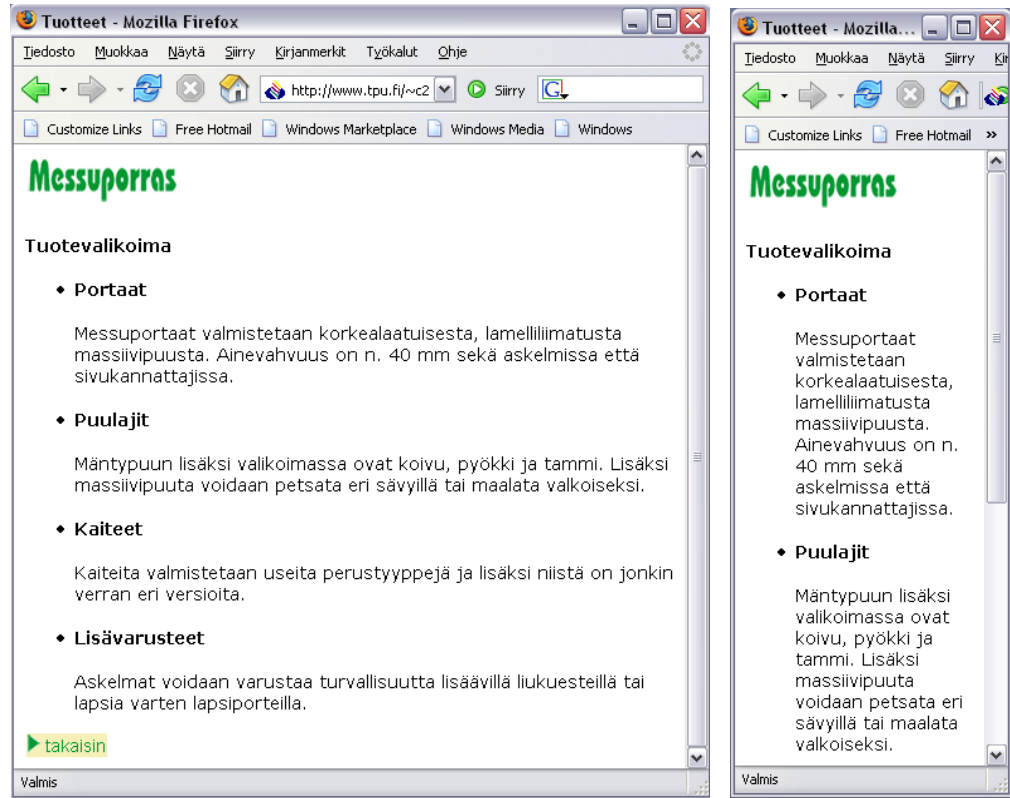 Tuotteet - Mozilla Firefox
Tiedosto Muokkaa Näytä Siirry Kirjanmerkit Työkalut Ohje
http://www.tpu.fi/~c2 Siirry G
Customize Links Free Hotmail Windows Marketplace Windows Media Windows
Messuporras
Tuotevalikoima
• Portaat
Messuportaat valmistetaan korkealaatuisesta, lamelliliimatusta
massiivipuusta. Ainevahvuus on n. 40 mm sekä askelmissa että
sivukannattajissa.
• Puulajit
Mäntypuun lisäksi valikoimassa ovat koivu, pyökki ja tammi. Lisäksi
massiivipuuta voidaan petsata eri sävyillä tai maalata valkoiseksi.
• Kaiteet
Kaiteita valmistetaan useita perustyyppejä ja lisäksi niistä on jonkin
verran eri versioita.
• Lisävarusteet
Askelmat voidaan varustaa turvallisuutta lisäävillä liukuesteillä tai
lapsia varten lapsiporteilla.
takaisin
Valmis
Tuotteet - Mozilla...
Tiedosto Muokkaa Näytä Siirry Kir
Customize Links Free Hotmail »
Messuporras
Tuotevalikoima
• Portaat
Messuportaat
valmistetaan
korkealaatuisesta,
lamelliliimatusta
massiivipuusta.
Ainevahvuus on n.
40 mm sekä
askelmissa että
sivukannattajissa.
• Puulajit
Mäntypuun lisäksi
valikoimassa ovat
koivu, pyökki ja
tammi. Lisäksi
massiivipuuta
voidaan petsata eri
sävyillä tai maalata
valkoiseksi.
Valmis